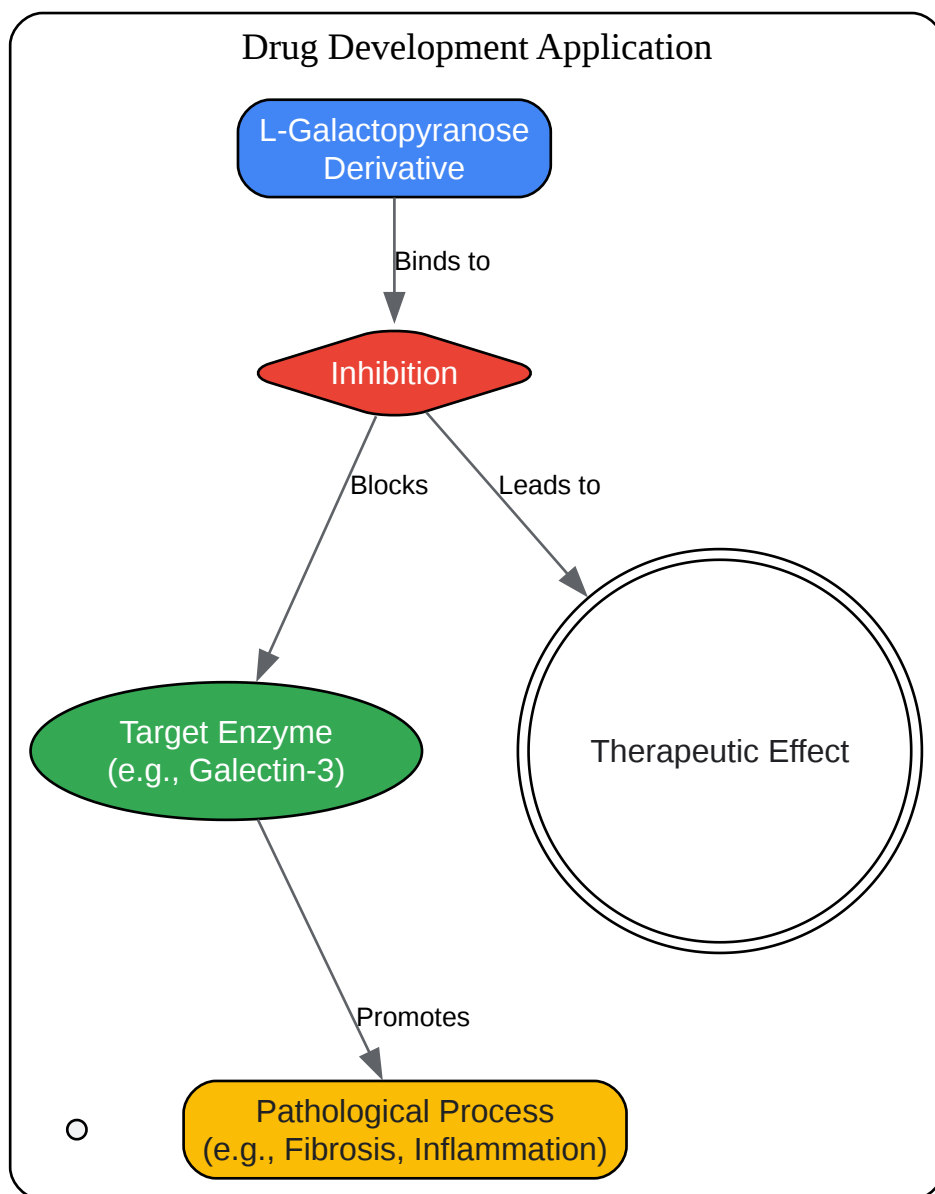 Drug Development Application
L-Galactopyranose
Derivative
Binds to
Inhibition
Blocks
Leads to
Target Enzyme
(e.g., Galectin-3)
Therapeutic Effect
Promotes
Pathological Process
(e.g., Fibrosis, Inflammation)